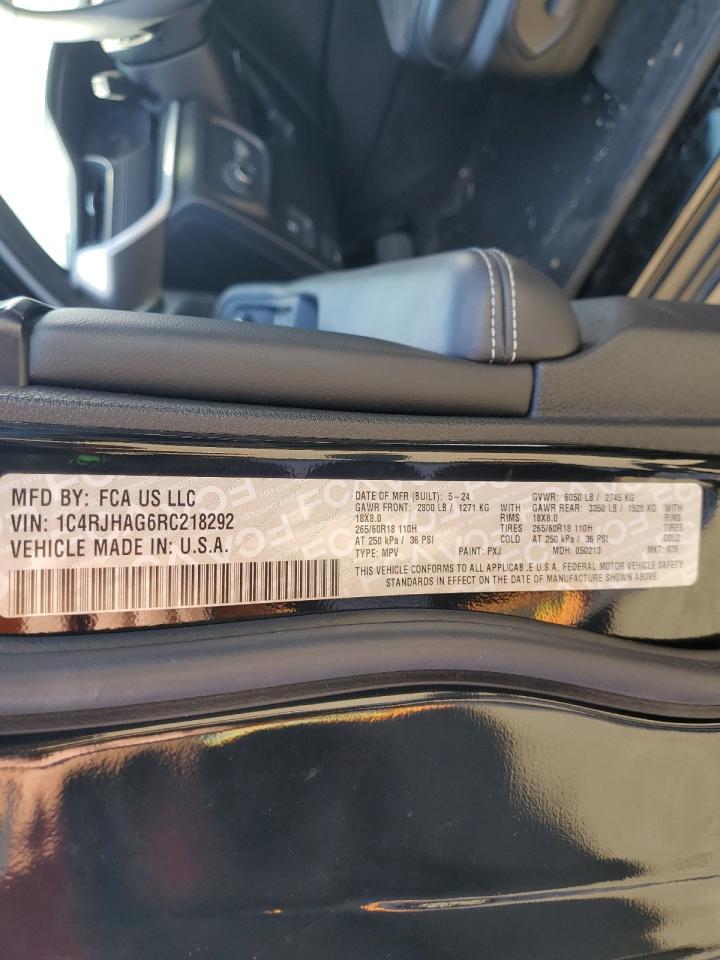 MFD BY: FCA US LLC
VIN: 1C4RJHAG6RC218292
VEHICLE MADE IN: U.S.A.
DATE OF MFR (BUILT): 5-24 GVWR: 6050 LB / 2745 KG
GAWR FRONT: 2800 LB / 1271 KG WITH GAWR REAR: 3350 LB / 1520 KG WITH
18X8.0 RIMS 18X8.0 RIMS
265/60R18 110H TIRES 265/60R18 110H TIRES
AT 250 kPa / 36 PSI COLD AT 250 kPa / 36 PSI COLD
TYPE: MPV PAINT: PXJ MDH: 050213 MKT: 875
THIS VEHICLE CONFORMS TO ALL APPLICAB.E U.S.A. FEDERAL MOTOR VEHICLE SAFETY
STANDARDS IN EFFECT ON THE DATE OF MANUFACTURE SHOWN ABOVE.